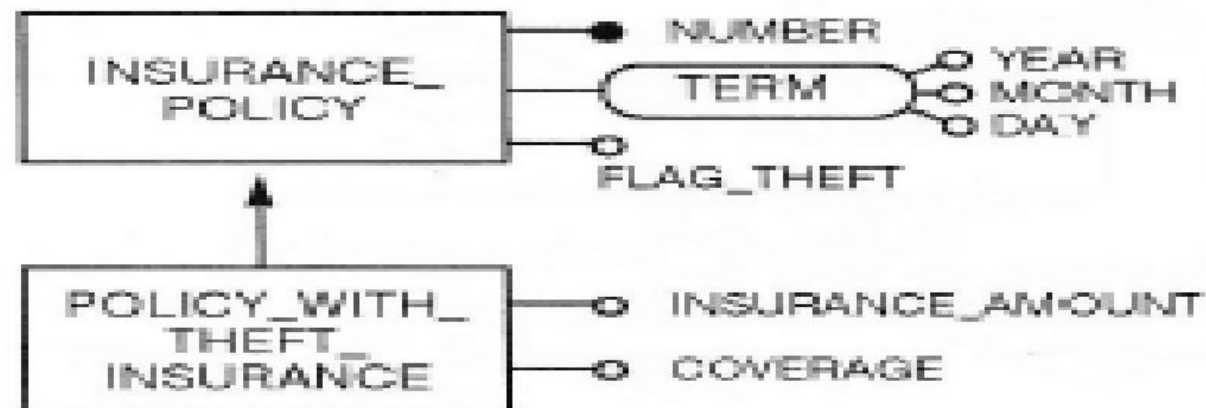 INSURANCE_
POLICY
NUMBER
TERM
YEAR
MONTH
DAY
FLAG_THEFT
POLICY_WITH_
THEFT_
INSURANCE
INSURANCE_AMOUNT
COVERAGE